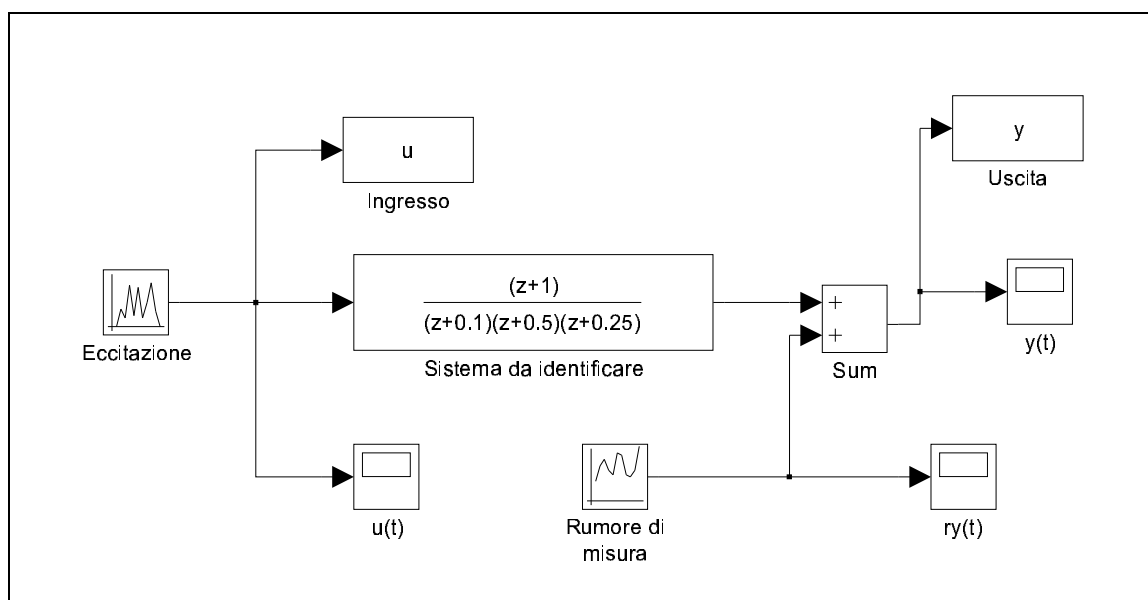 u
Ingresso
y
Uscita
Eccitazione
(z+1)
(z+0.1)(z+0.5)(z+0.25)
Sistema da identificare
+
+
Sum
y(t)
u(t)
Rumore di
misura
ry(t)